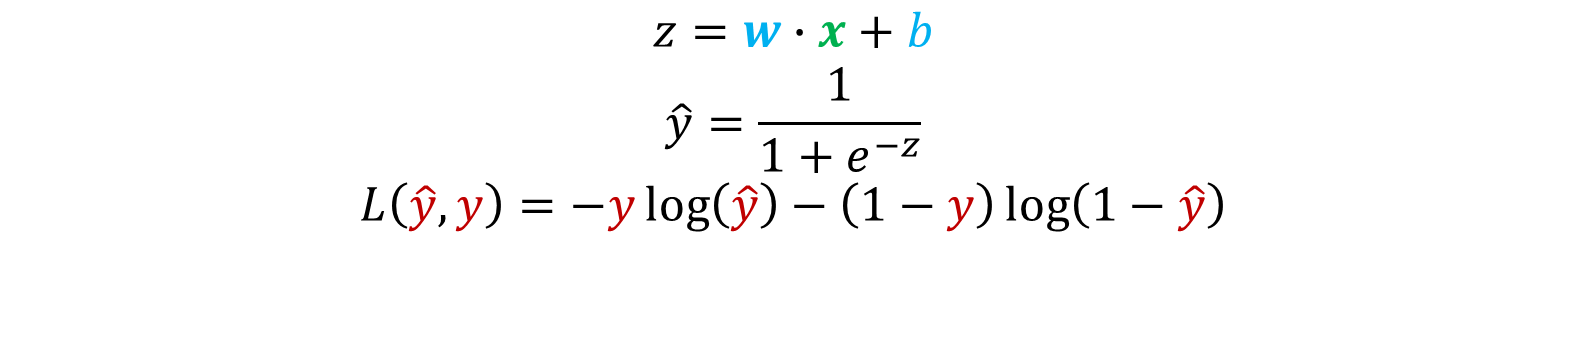 z = w · x + b
ŷ = 1 / (1 + e^−z)
L(ŷ, y) = −y log(ŷ) − (1 − y) log(1 − ŷ)